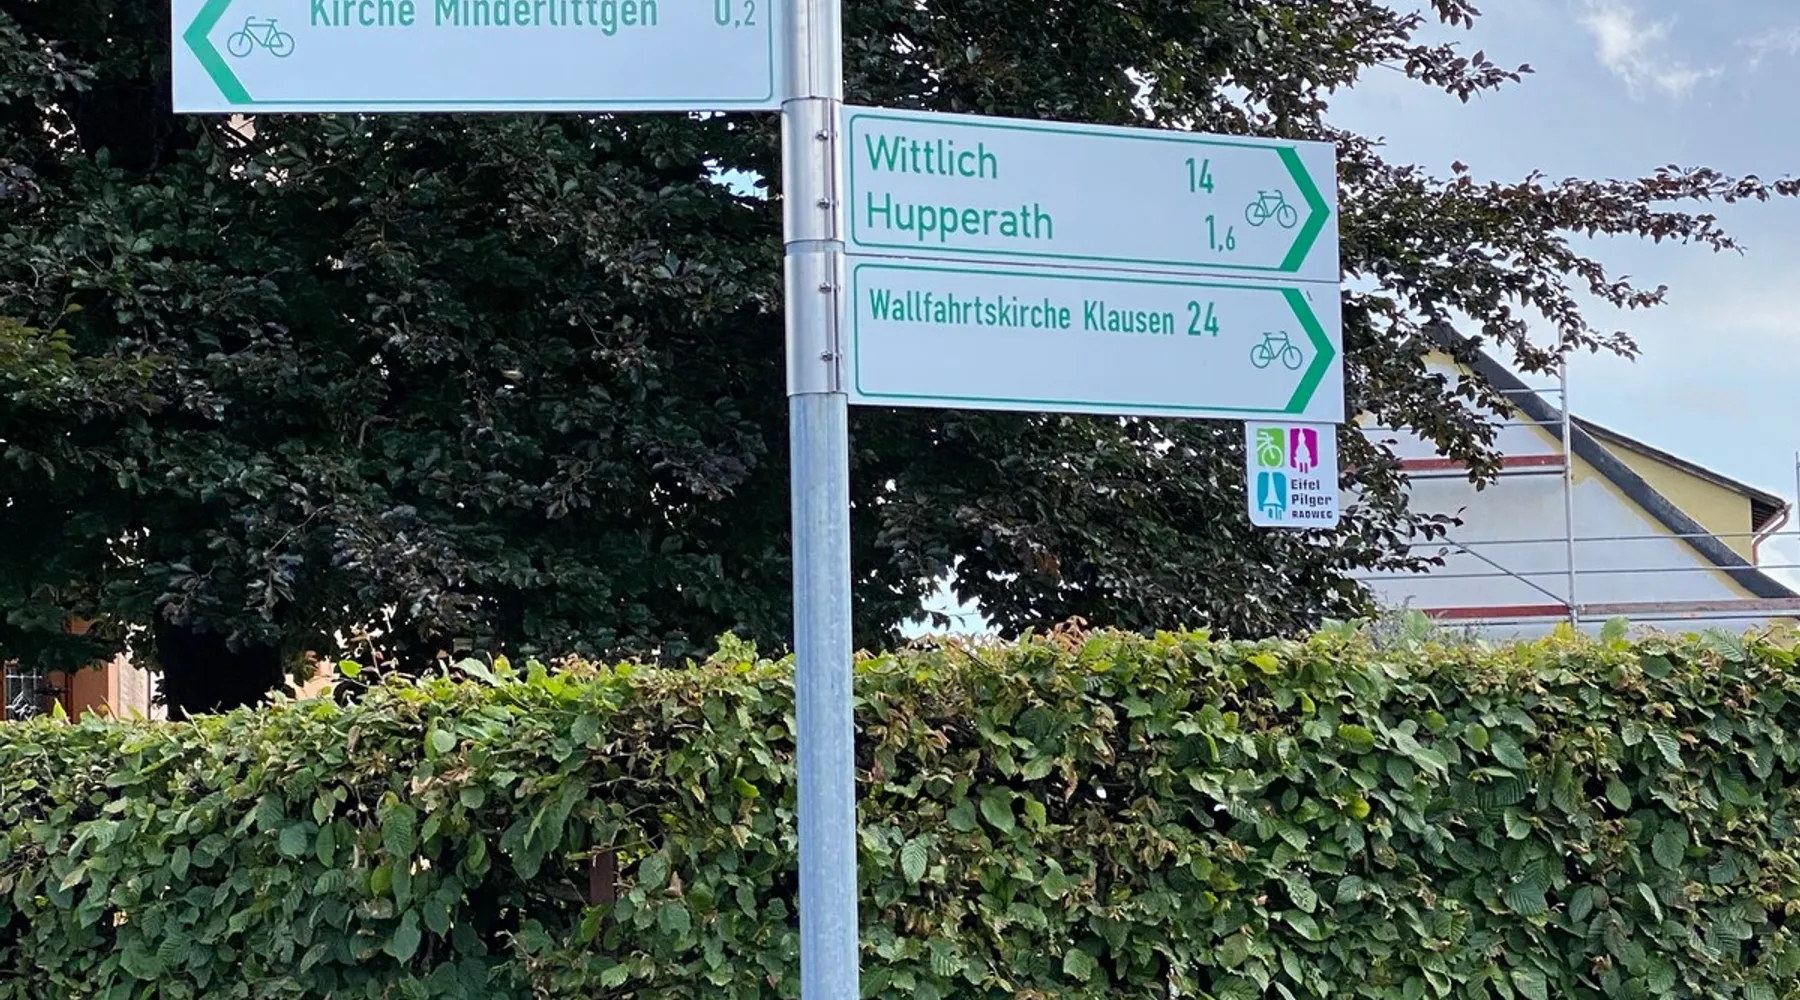 Kirche Minderlittgen 0,2
Wittlich 14
Hupperath 1,6
Wallfahrtskirche Klausen 24
Eifel
Pilger
RADWEG